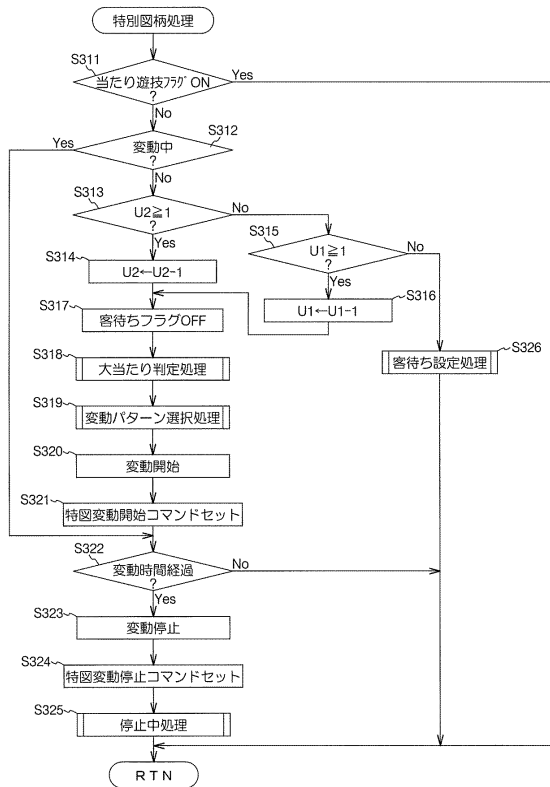 特別図柄処理
S311
当たり遊技フラグON
?
Yes
No
S312
Yes
変動中
?
No
S313
U2≧1
?
No
Yes
S315
U1≧1
?
No
Yes
S314
U2←U2-1
U1←U1-1
S316
S317
客待ちフラグOFF
S318
大当たり判定処理
客待ち設定処理
S326
S319
変動パターン選択処理
S320
変動開始
S321
特図変動開始コマンドセット
S322
変動時間経過
?
No
Yes
S323
変動停止
S324
特図変動停止コマンドセット
S325
停止中処理
RTN